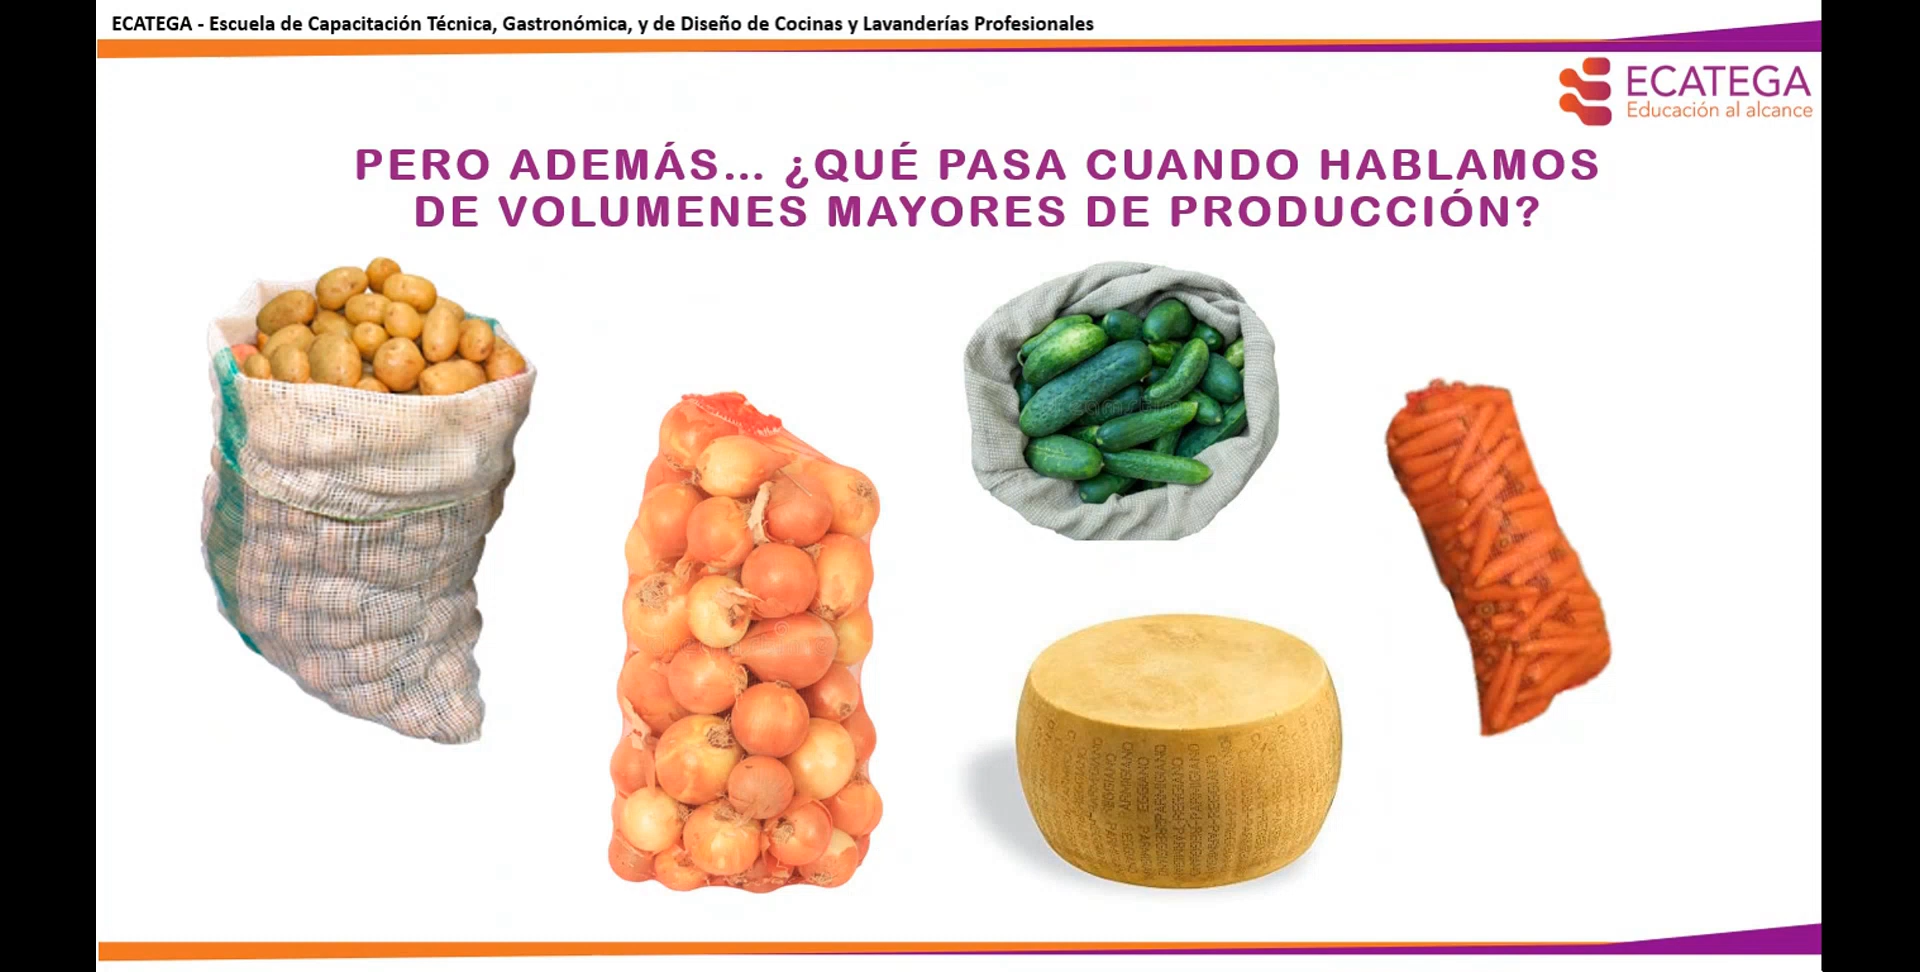 ECATEGA - Escuela de Capacitación Técnica, Gastronómica, y de Diseño de Cocinas y Lavanderías Profesionales
ECATEGA
Educación al alcance
PERO ADEMÁS... ¿QUÉ PASA CUANDO HABLAMOS
DE VOLUMENES MAYORES DE PRODUCCIÓN?